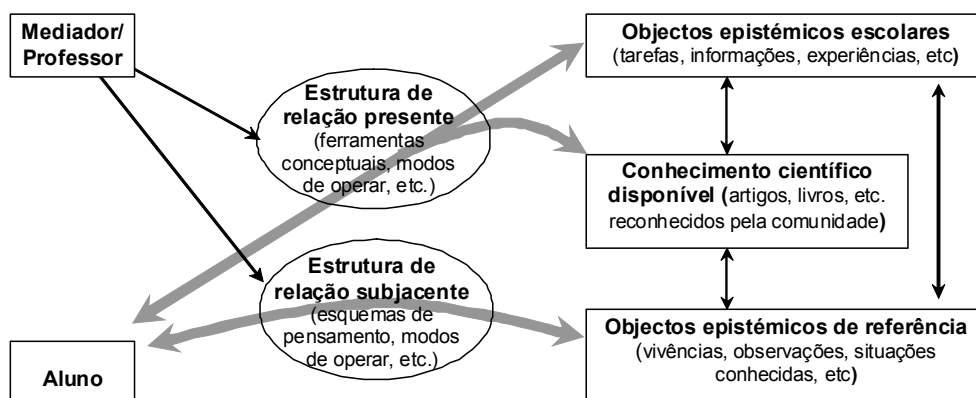 Mediador/
Professor
Objectos epistémicos escolares
(tarefas, informações, experiências, etc)
Estrutura de
relação presente
(ferramentas
conceptuais, modos
de operar, etc.)
Conhecimento científico
disponível (artigos, livros, etc.
reconhecidos pela comunidade)
Estrutura de
relação subjacente
(esquemas de
pensamento, modos
de operar, etc.)
Objectos epistémicos de referência
(vivências, observações, situações
conhecidas, etc)
Aluno